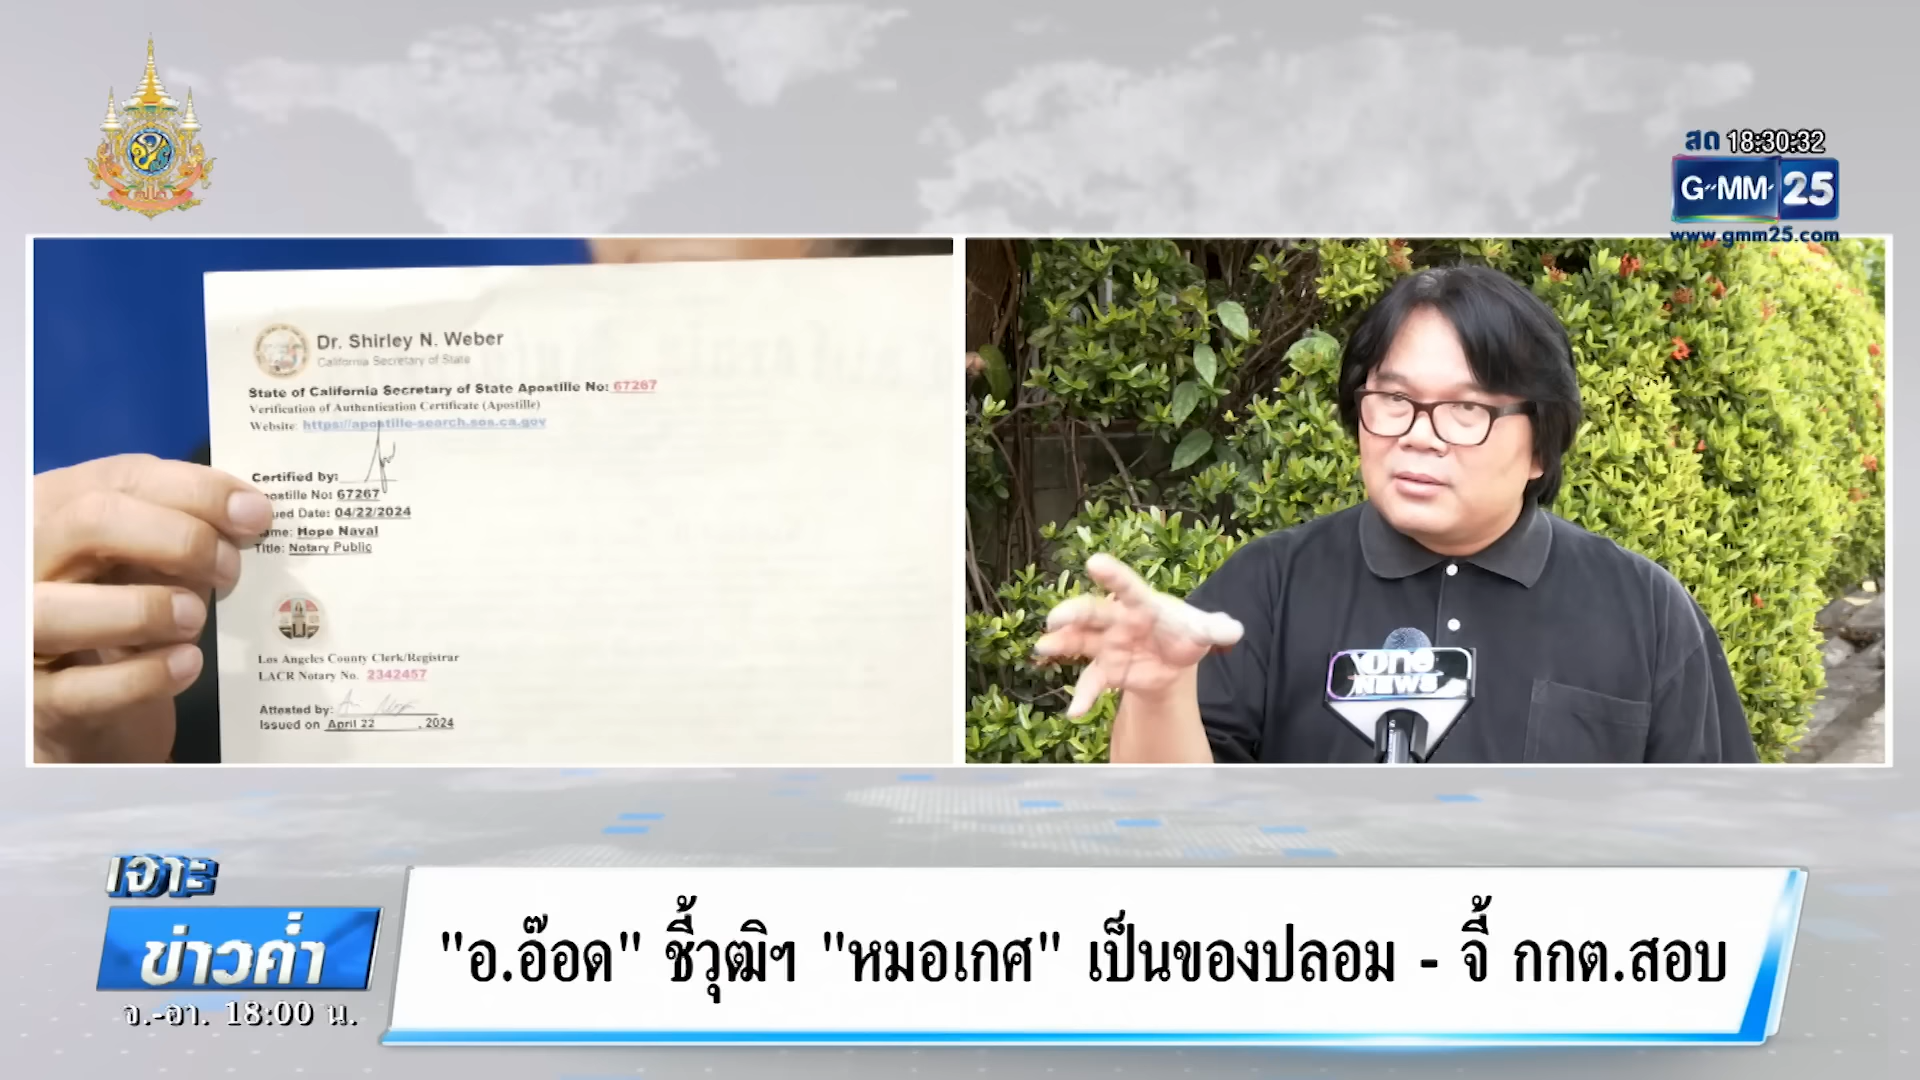 สด 18:30:32
GMM 25
www.gmm25.com
Dr. Shirley N. Weber
California Secretary of State
State of California Secretary of State Apostille No: 67267
Verification of Authentication Certificate (Apostille)
Website: https://apostille-search.sos.ca.gov
Certified by:
postille No: 67267
ued Date: 04/22/2024
ame: Hope Naval
Title: Notary Public
Los Angeles County Clerk/Registrar
LACR Notary No. 2342457
Attested by:
Issued on April 22, 2024
one
NEWS
เจาะ
ข่าวค่ำ
จ.-อา. 18:00 น.
"อ.อ๊อด" ชี้วุฒิฯ "หมอเกศ" เป็นของปลอม - จี้ กกต.สอบ